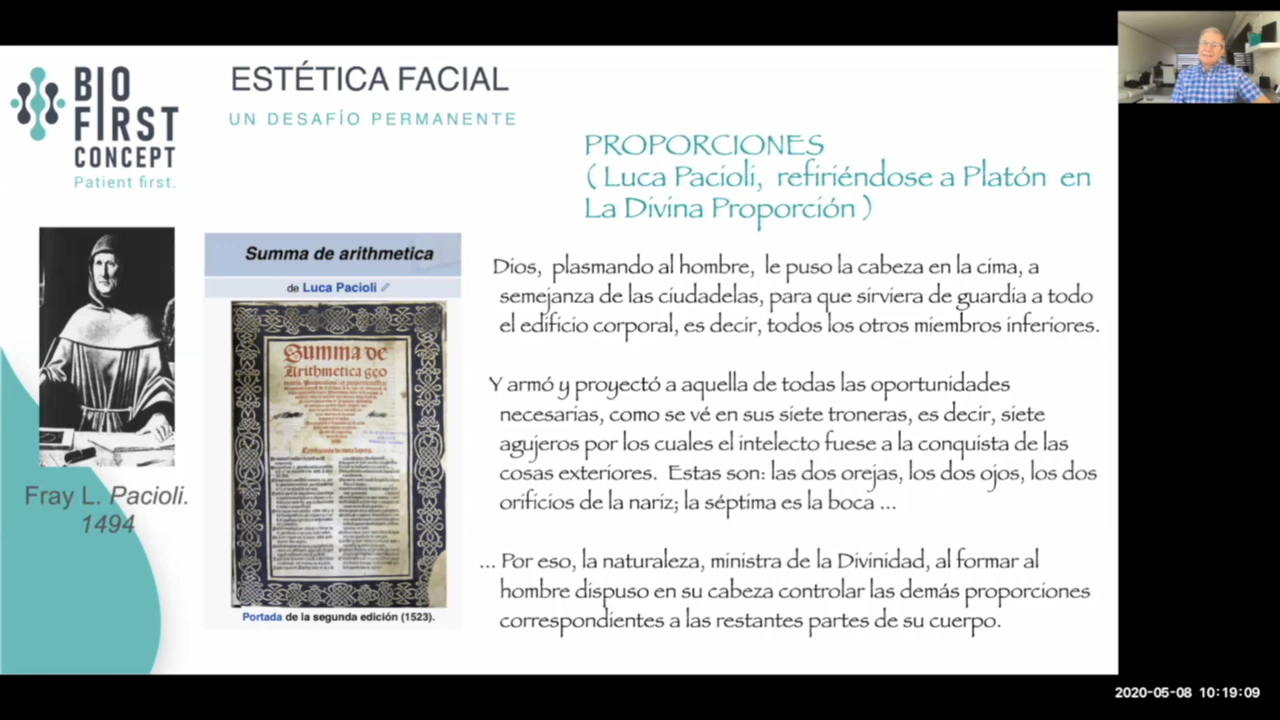 BIO
FIRST
CONCEPT
Patient first.
ESTÉTICA FACIAL
UN DESAFÍO PERMANENTE
PROPORCIONES
( Luca Pacioli, refiriéndose a Platón en
La Divina Proporción )
Fray L. Pacioli.
1494
Summa de arithmetica
de Luca Pacioli
Summa de
Arithmetica geo
Portada de la segunda edición (1523).
Dios, plasmando al hombre, le puso la cabeza en la cima, a
semejanza de las ciudadelas, para que sirviera de guardia a todo
el edificio corporal, es decir, todos los otros miembros inferiores.
Y armó y proyectó a aquella de todas las oportunidades
necesarias, como se vé en sus siete troneras, es decir, siete
agujeros por los cuales el intelecto fuese a la conquista de las
cosas exteriores. Estas son: las dos orejas, los dos ojos, los dos
orificios de la nariz; la séptima es la boca ...
... Por eso, la naturaleza, ministra de la Divinidad, al formar al
hombre dispuso en su cabeza controlar las demás proporciones
correspondientes a las restantes partes de su cuerpo.
2020-05-08 10:19:09